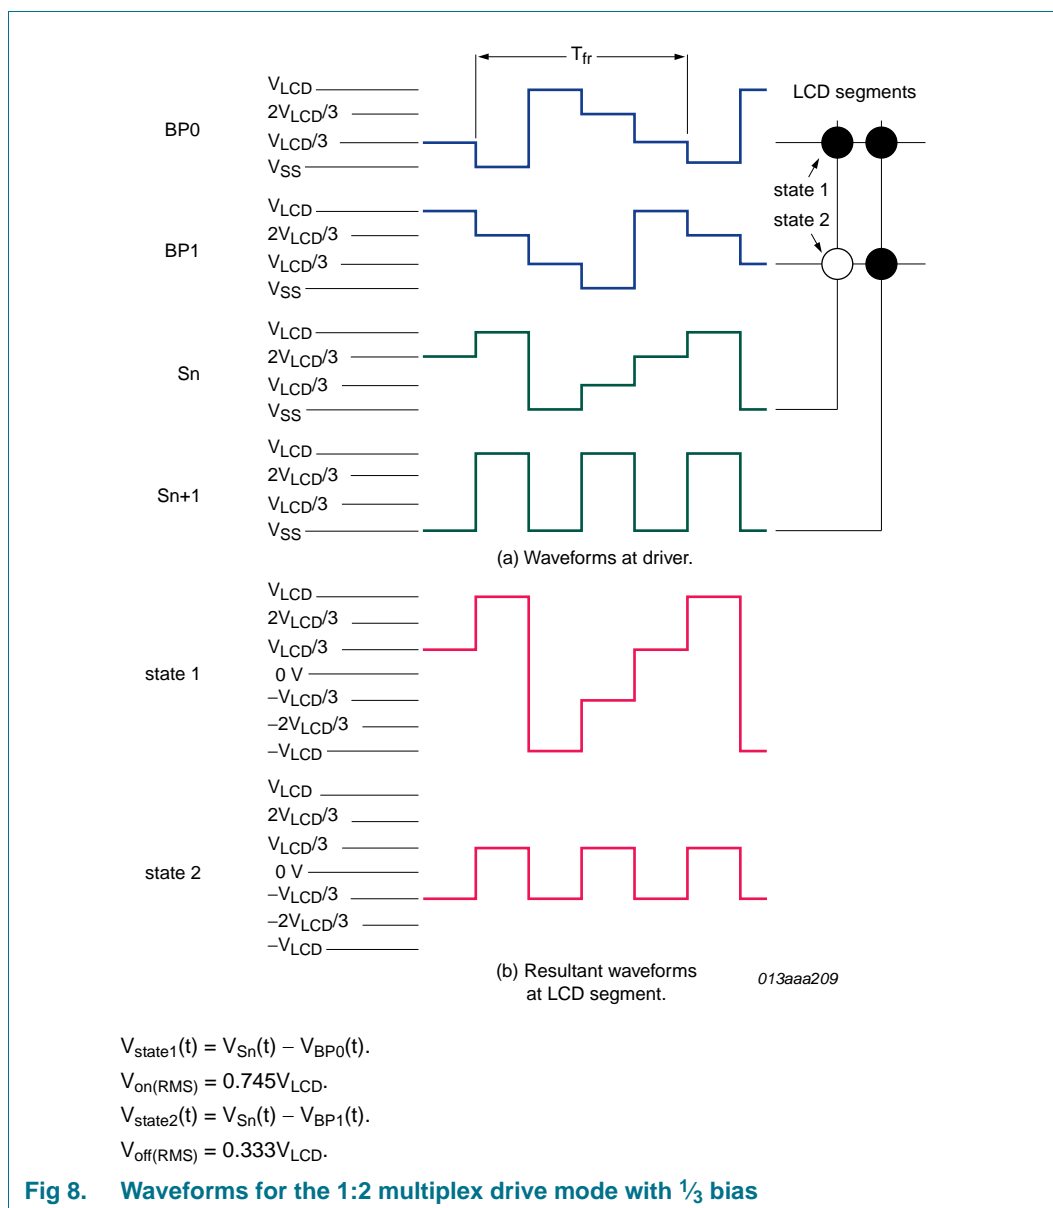 T_fr
V_LCD
2V_LCD/3
BP0
V_LCD/3
V_SS
LCD segments
state 1
state 2
V_LCD
2V_LCD/3
BP1
V_LCD/3
V_SS
V_LCD
2V_LCD/3
Sn
V_LCD/3
V_SS
V_LCD
2V_LCD/3
Sn+1
V_LCD/3
V_SS
(a) Waveforms at driver.
V_LCD
2V_LCD/3
V_LCD/3
state 1
0 V
−V_LCD/3
−2V_LCD/3
−V_LCD
V_LCD
2V_LCD/3
V_LCD/3
state 2
0 V
−V_LCD/3
−2V_LCD/3
−V_LCD
(b) Resultant waveforms
at LCD segment.
013aaa209
V_state1(t) = V_Sn(t) − V_BP0(t).
V_on(RMS) = 0.745V_LCD.
V_state2(t) = V_Sn(t) − V_BP1(t).
V_off(RMS) = 0.333V_LCD.
Fig 8. Waveforms for the 1:2 multiplex drive mode with 1⁄3 bias